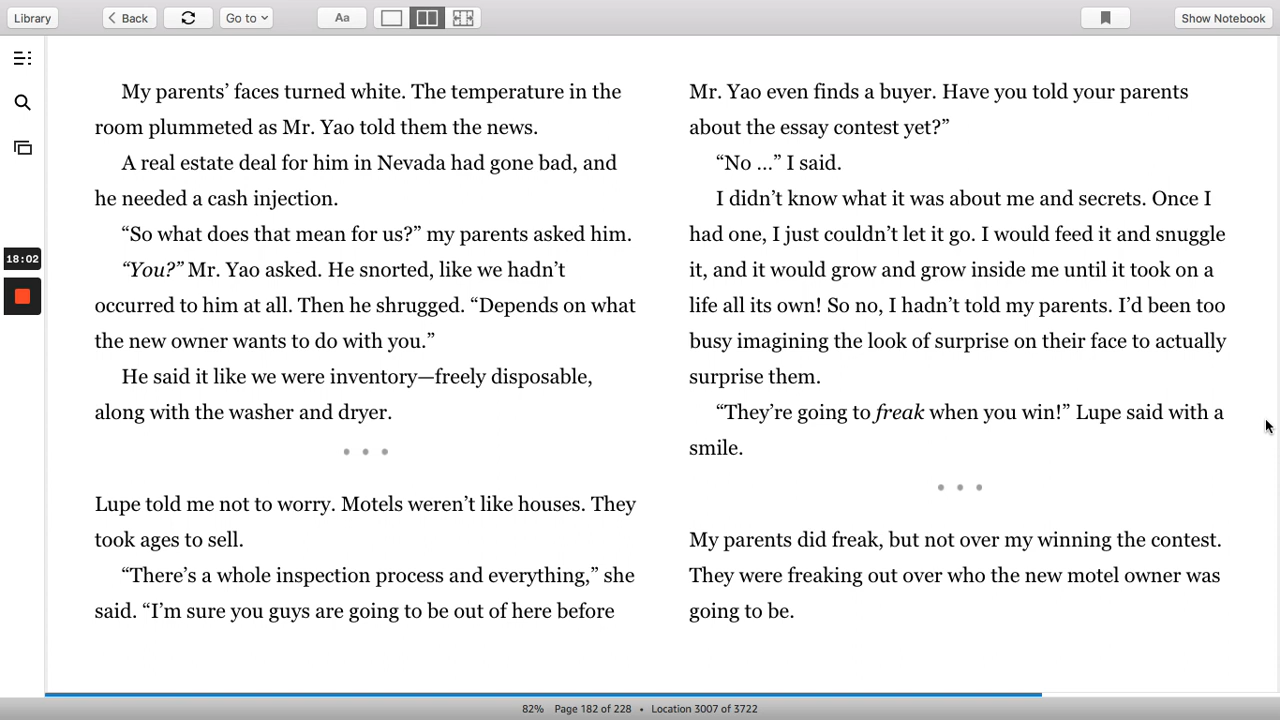 Library
Back
Go to
Aa
Show Notebook
18:02
My parents’ faces turned white. The temperature in the
room plummeted as Mr. Yao told them the news.
A real estate deal for him in Nevada had gone bad, and
he needed a cash injection.
“So what does that mean for us?” my parents asked him.
“You?” Mr. Yao asked. He snorted, like we hadn’t
occurred to him at all. Then he shrugged. “Depends on what
the new owner wants to do with you.”
He said it like we were inventory—freely disposable,
along with the washer and dryer.
• • •
Lupe told me not to worry. Motels weren’t like houses. They
took ages to sell.
“There’s a whole inspection process and everything,” she
said. “I’m sure you guys are going to be out of here before
Mr. Yao even finds a buyer. Have you told your parents
about the essay contest yet?”
“No ...” I said.
I didn’t know what it was about me and secrets. Once I
had one, I just couldn’t let it go. I would feed it and snuggle
it, and it would grow and grow inside me until it took on a
life all its own! So no, I hadn’t told my parents. I’d been too
busy imagining the look of surprise on their face to actually
surprise them.
“They’re going to freak when you win!” Lupe said with a
smile.
• • •
My parents did freak, but not over my winning the contest.
They were freaking out over who the new motel owner was
going to be.
82% Page 182 of 228 • Location 3007 of 3722